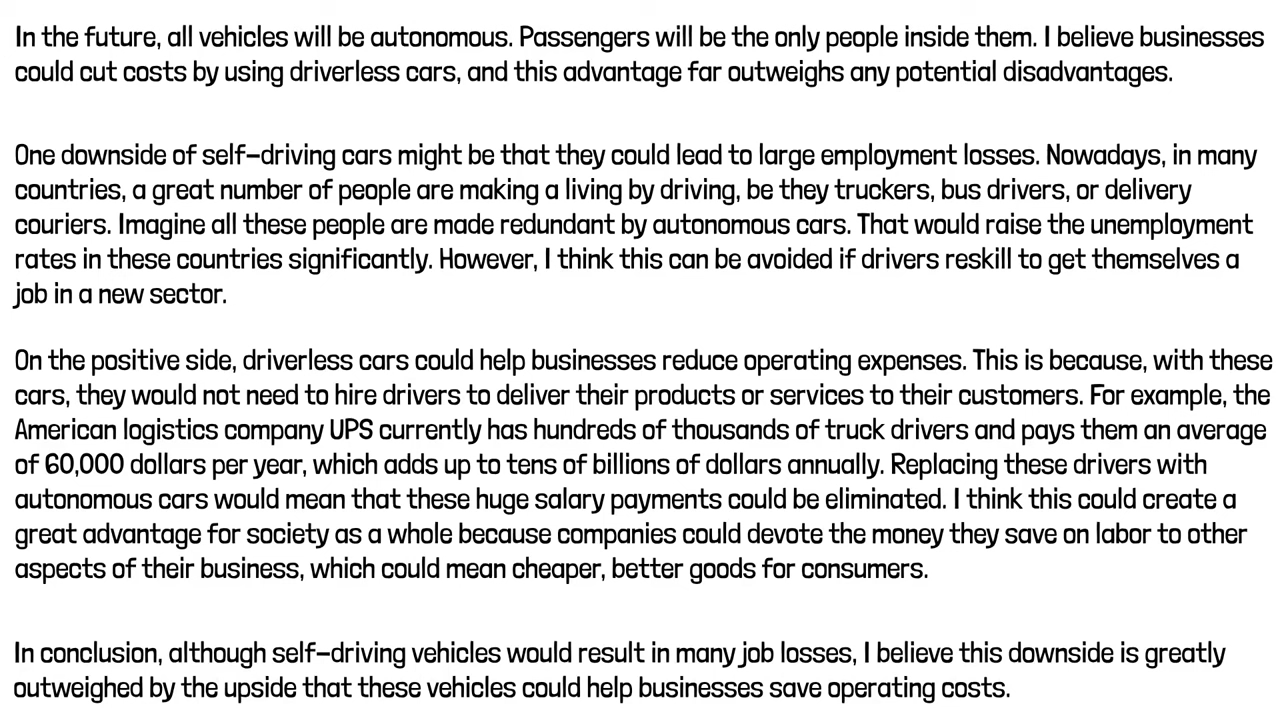 In the future, all vehicles will be autonomous. Passengers will be the only people inside them. I believe businesses
could cut costs by using driverless cars, and this advantage far outweighs any potential disadvantages.
One downside of self-driving cars might be that they could lead to large employment losses. Nowadays, in many
countries, a great number of people are making a living by driving, be they truckers, bus drivers, or delivery
couriers. Imagine all these people are made redundant by autonomous cars. That would raise the unemployment
rates in these countries significantly. However, I think this can be avoided if drivers reskill to get themselves a
job in a new sector.
On the positive side, driverless cars could help businesses reduce operating expenses. This is because, with these
cars, they would not need to hire drivers to deliver their products or services to their customers. For example, the
American logistics company UPS currently has hundreds of thousands of truck drivers and pays them an average
of 60,000 dollars per year, which adds up to tens of billions of dollars annually. Replacing these drivers with
autonomous cars would mean that these huge salary payments could be eliminated. I think this could create a
great advantage for society as a whole because companies could devote the money they save on labor to other
aspects of their business, which could mean cheaper, better goods for consumers.
In conclusion, although self-driving vehicles would result in many job losses, I believe this downside is greatly
outweighed by the upside that these vehicles could help businesses save operating costs.